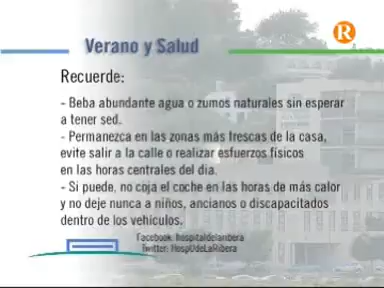 R
Verano y Salud
Recuerde:
- Beba abundante agua o zumos naturales sin esperar
a tener sed.
- Permanezca en las zonas más frescas de la casa,
evite salir a la calle o realizar esfuerzos físicos
en las horas centrales del día.
- Si puede, no coja el coche en las horas de más calor
y no deje nunca a niños, ancianos o discapacitados
dentro de los vehículos.
Facebook: hospitaldelaribera
Twitter: HospUdeLaRibera